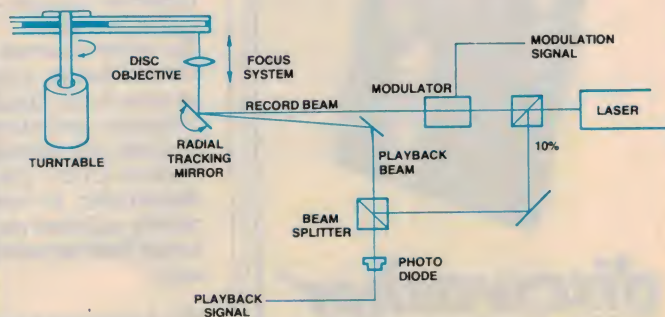 DISC
OBJECTIVE
FOCUS
SYSTEM
MODULATION
SIGNAL
MODULATOR
LASER
RECORD BEAM
10%
TURNTABLE
RADIAL
TRACKING
MIRROR
PLAYBACK
BEAM
BEAM
SPLITTER
PHOTO
DIODE
PLAYBACK
SIGNAL